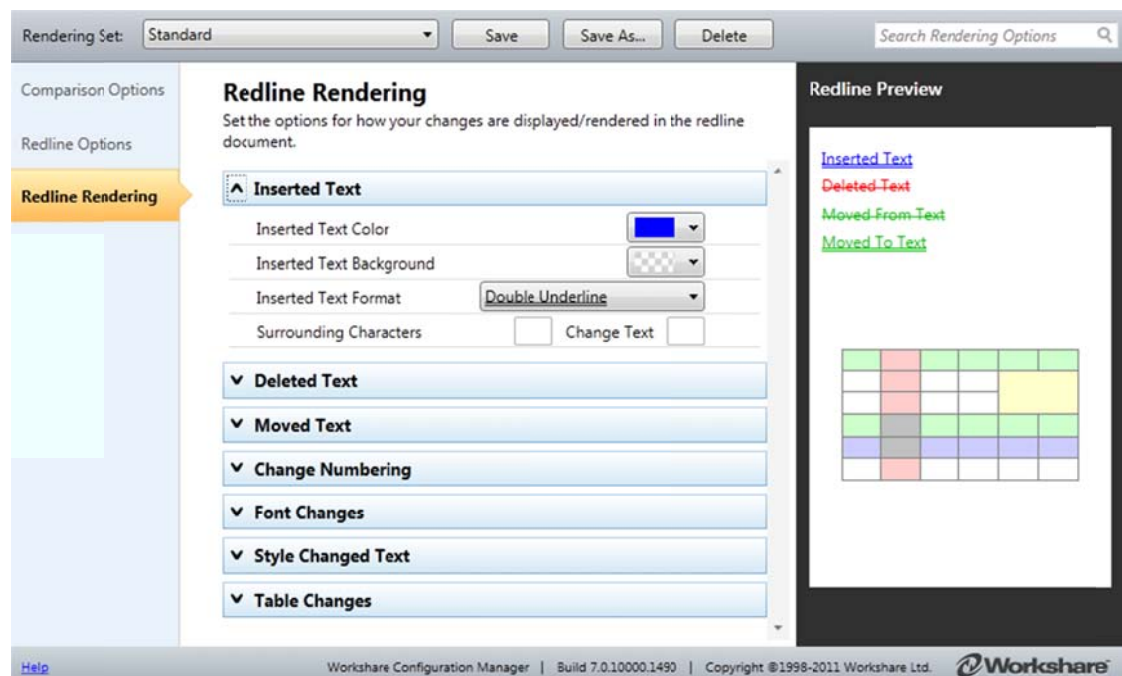 Rendering Set: Standard Save Save As... Delete Search Rendering Options
Comparison Options
Redline Options
Redline Rendering
Redline Rendering
Set the options for how your changes are displayed/rendered in the redline
document.
Inserted Text
Inserted Text Color
Inserted Text Background
Inserted Text Format Double Underline
Surrounding Characters Change Text
Deleted Text
Moved Text
Change Numbering
Font Changes
Style Changed Text
Table Changes
Redline Preview
Inserted Text
Deleted Text
Moved From Text
Moved To Text
Help Workshare Configuration Manager | Build 7.0.10000.1490 | Copyright ©1998-2011 Workshare Ltd. Workshare